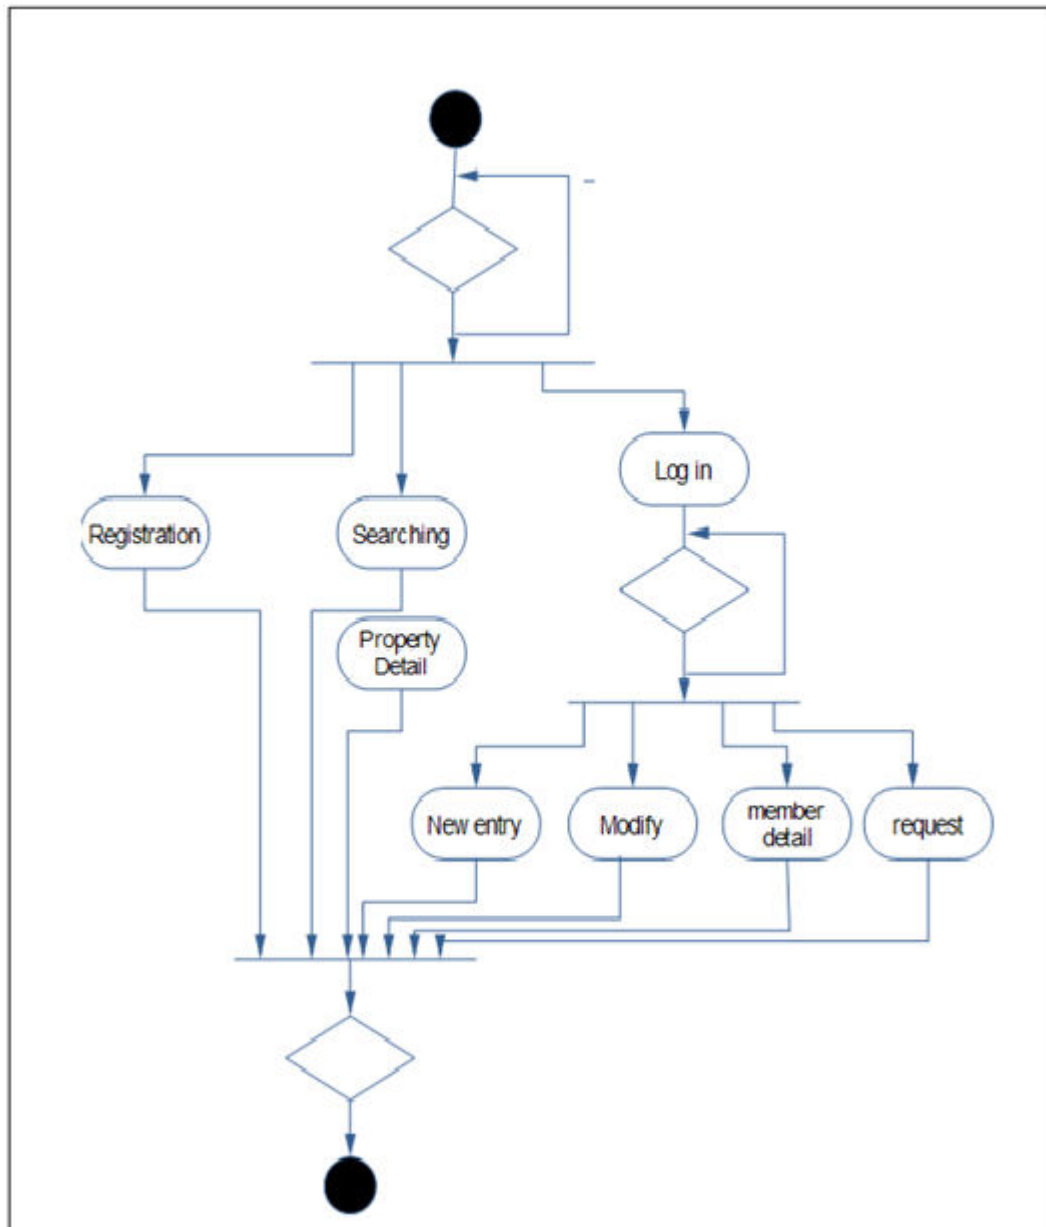 Log in
Registration
Searching
Property
Detail
New entry
Modify
member
detail
request